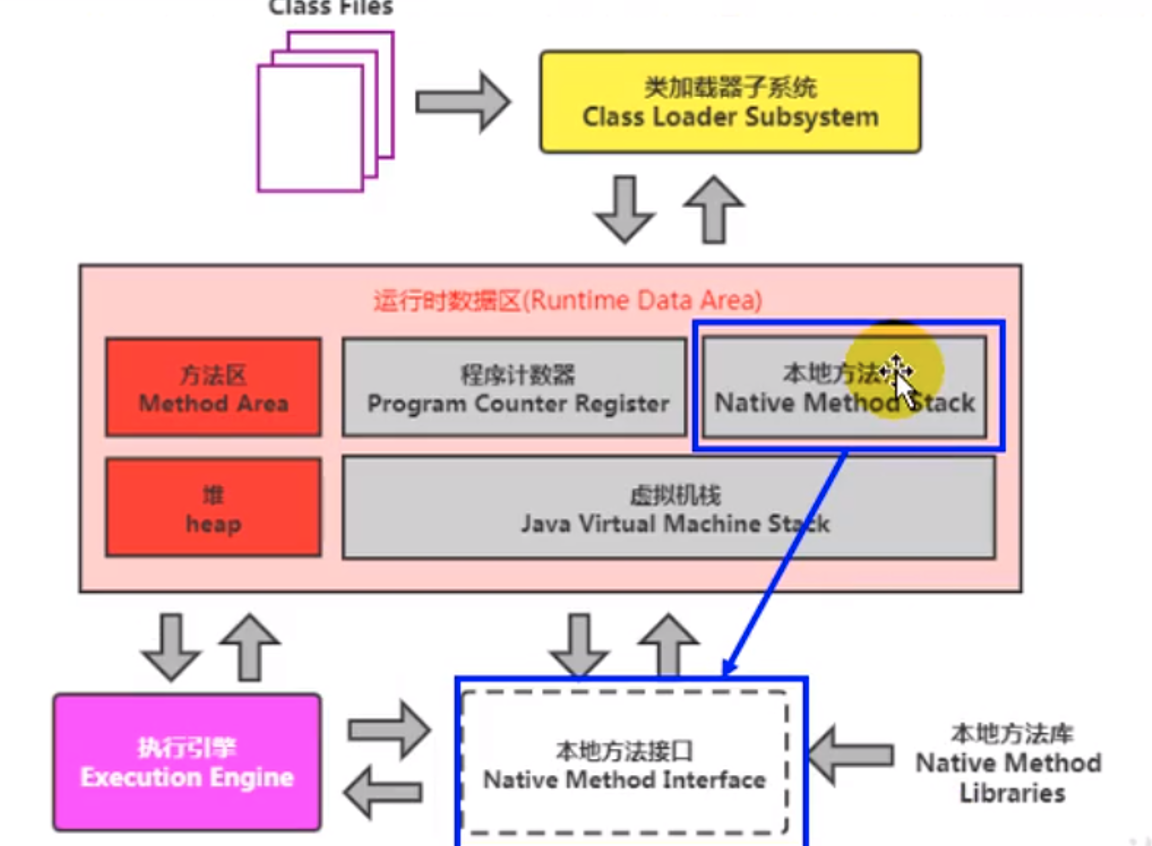 Class Files
类加载器子系统
Class Loader Subsystem
运行时数据区(Runtime Data Area)
方法区
Method Area
程序计数器
Program Counter Register
本地方法
Native Method Stack
堆
heap
虚拟机栈
Java Virtual Machine Stack
执行引擎
Execution Engine
本地方法接口
Native Method Interface
本地方法库
Native Method
Libraries